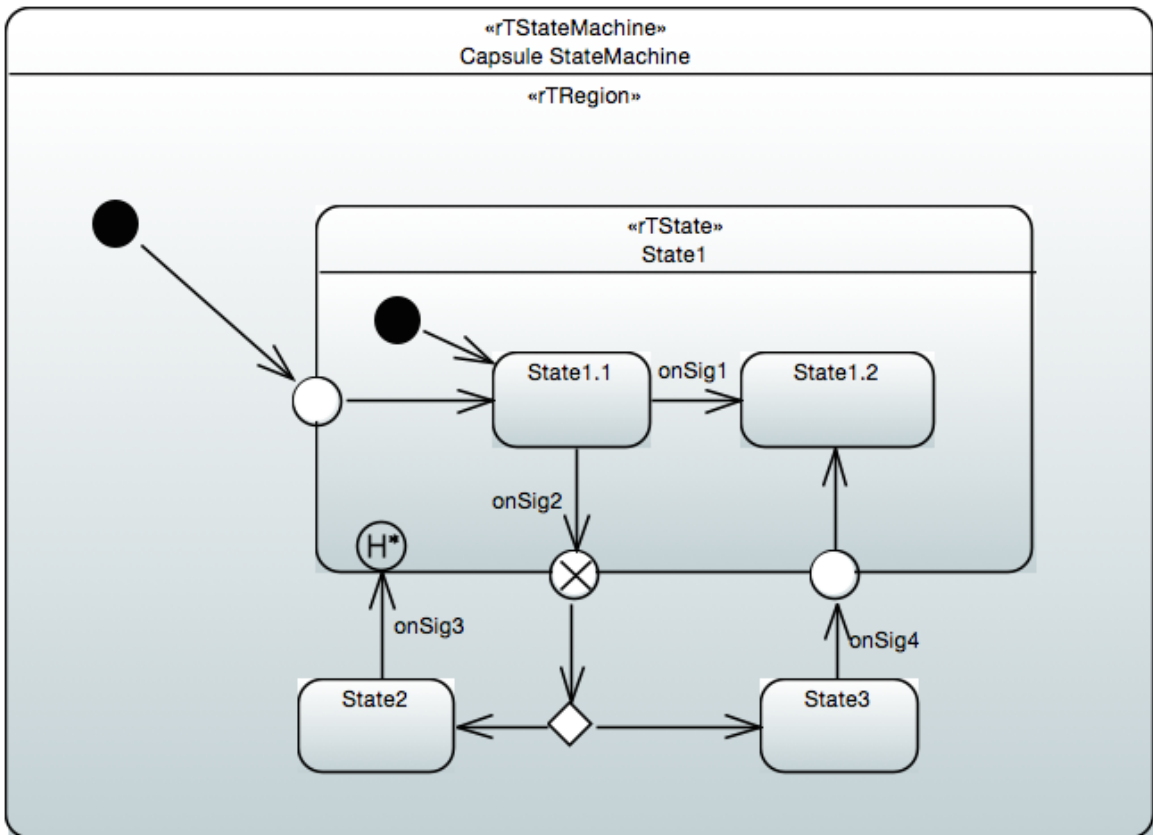 «rTStateMachine»
Capsule StateMachine
«rTRegion»
«rTState»
State1
State1.1
onSig1
State1.2
onSig2
H*
onSig3
onSig4
State2
State3